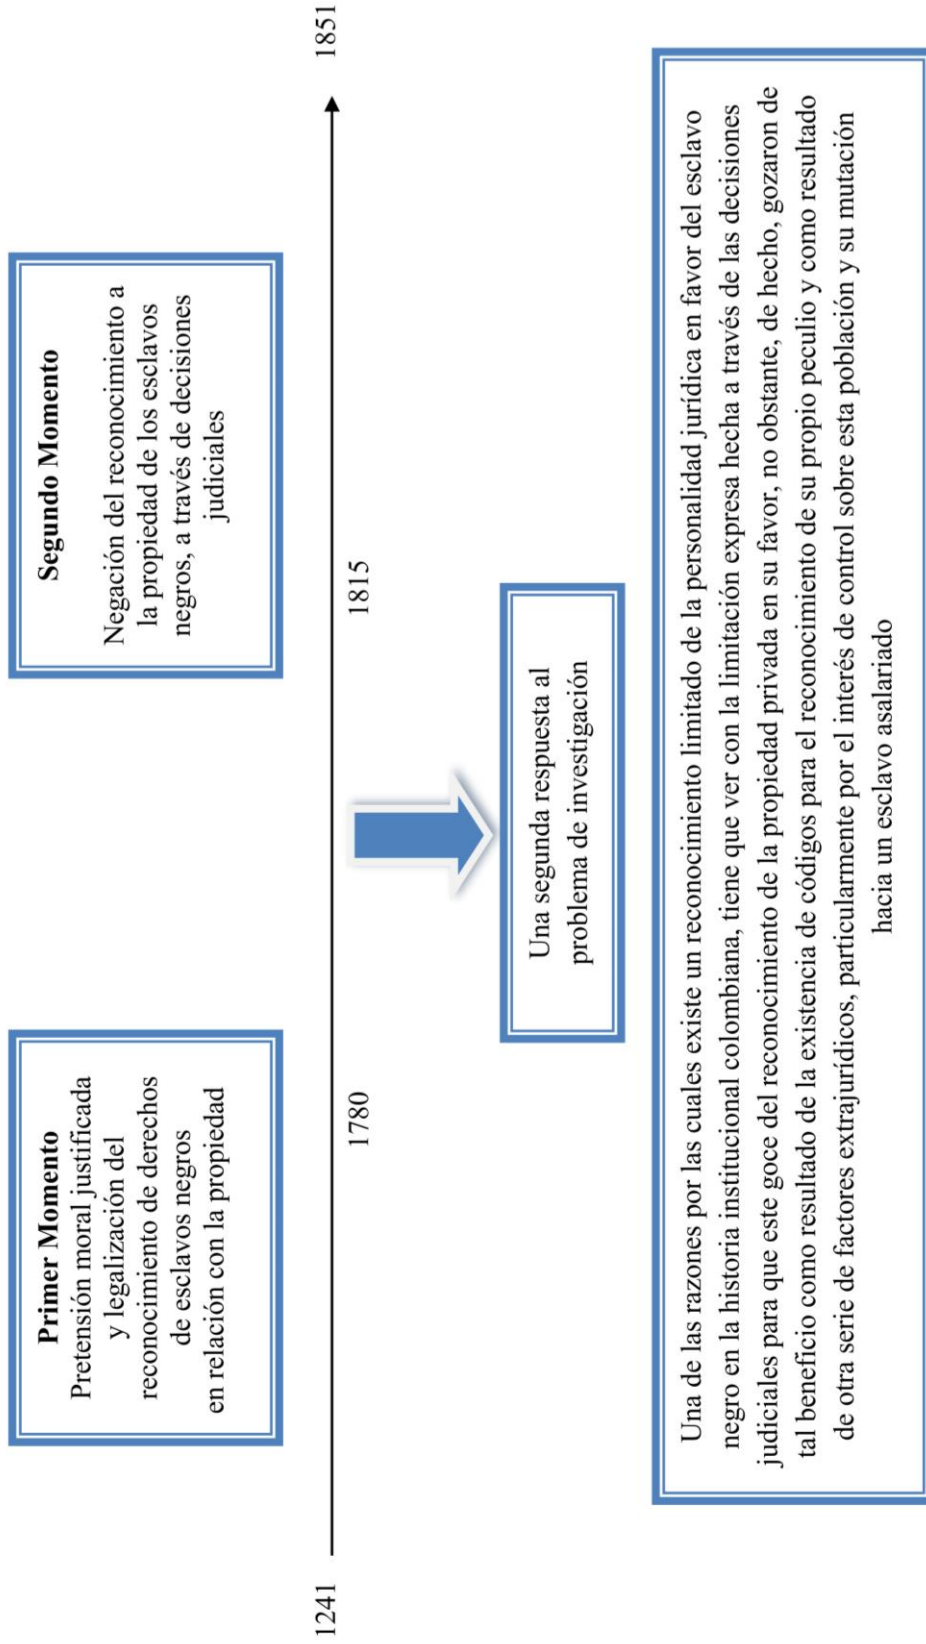 Primer Momento
Pretensión moral justificada
y legalización del
reconocimiento de derechos
de esclavos negros
en relación con la propiedad
Segundo Momento
Negación del reconocimiento a
la propiedad de los esclavos
negros, a través de decisiones
judiciales
1241
1851
1780
1815
Una segunda respuesta al
problema de investigación
Una de las razones por las cuales existe un reconocimiento limitado de la personalidad jurídica en favor del esclavo
negro en la historia institucional colombiana, tiene que ver con la limitación expresa hecha a través de las decisiones
judiciales para que este goce del reconocimiento de la propiedad privada en su favor, no obstante, de hecho, gozaron de
tal beneficio como resultado de la existencia de códigos para el reconocimiento de su propio peculio y como resultado
de otra serie de factores extrajurídicos, particularmente por el interés de control sobre esta población y su mutación
hacia un esclavo asalariado